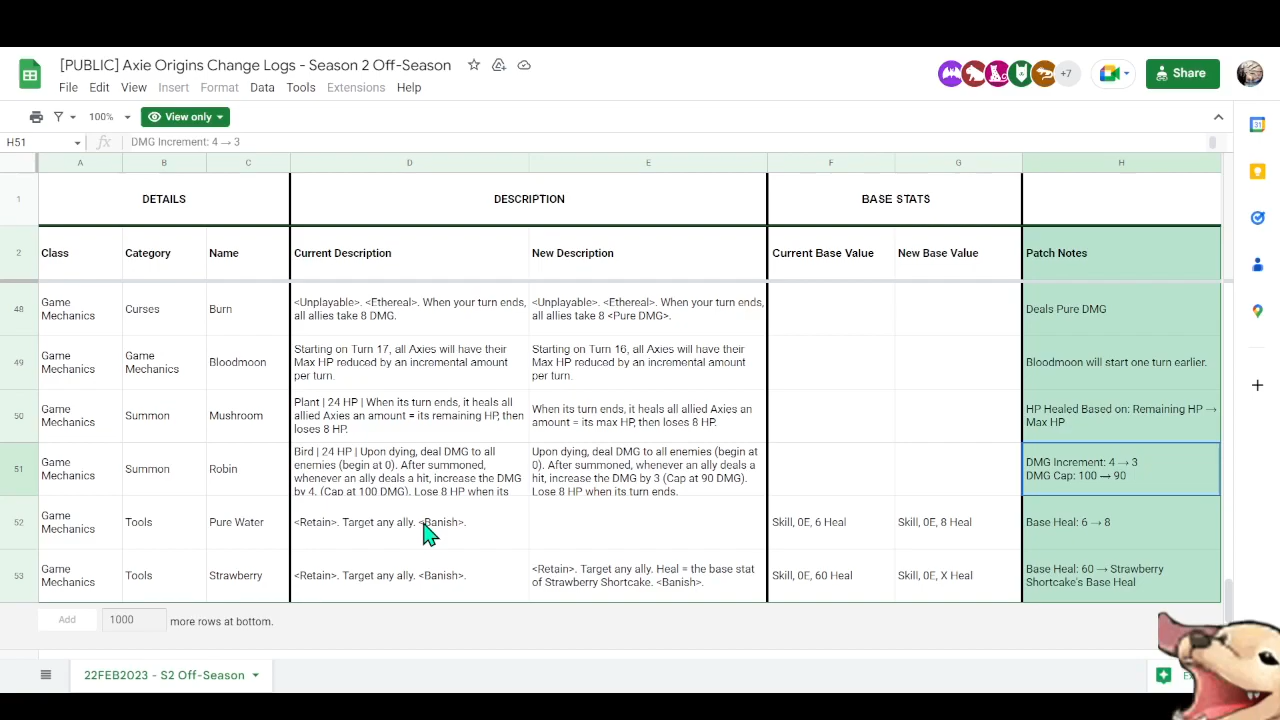 [PUBLIC] Axie Origins Change Logs - Season 2 Off-Season
+7
Share
File Edit View Insert Format Data Tools Extensions Help
100% View only
H51 fx DMG Increment: 4 → 3
A B C D E F G H
1 DETAILS DESCRIPTION BASE STATS
2 Class Category Name Current Description New Description Current Base Value New Base Value Patch Notes
48 Game Mechanics Curses Burn <Unplayable>. <Ethereal>. When your turn ends, all allies take 8 DMG. <Unplayable>. <Ethereal>. When your turn ends, all allies take 8 <Pure DMG>. Deals Pure DMG
49 Game Mechanics Game Mechanics Bloodmoon Starting on Turn 17, all Axies will have their Max HP reduced by an incremental amount per turn. Starting on Turn 16, all Axies will have their Max HP reduced by an incremental amount per turn. Bloodmoon will start one turn earlier.
50 Game Mechanics Summon Mushroom Plant | 24 HP | When its turn ends, it heals all allied Axies an amount = its remaining HP, then loses 8 HP. When its turn ends, it heals all allied Axies an amount = its max HP, then loses 8 HP. HP Healed Based on: Remaining HP → Max HP
51 Game Mechanics Summon Robin Bird | 24 HP | Upon dying, deal DMG to all enemies (begin at 0). After summoned, whenever an ally deals a hit, increase the DMG by 4. (Cap at 100 DMG). Lose 8 HP when its Upon dying, deal DMG to all enemies (begin at 0). After summoned, whenever an ally deals a hit, increase the DMG by 3 (Cap at 90 DMG). Lose 8 HP when its turn ends. DMG Increment: 4 → 3 DMG Cap: 100 → 90
52 Game Mechanics Tools Pure Water <Retain>. Target any ally. <Banish>. Skill, 0E, 6 Heal Skill, 0E, 8 Heal Base Heal: 6 → 8
53 Game Mechanics Tools Strawberry <Retain>. Target any ally. <Banish>. <Retain>. Target any ally. Heal = the base stat of Strawberry Shortcake. <Banish>. Skill, 0E, 60 Heal Skill, 0E, X Heal Base Heal: 60 → Strawberry Shortcake's Base Heal
Add 1000 more rows at bottom.
22FEB2023 - S2 Off-Season